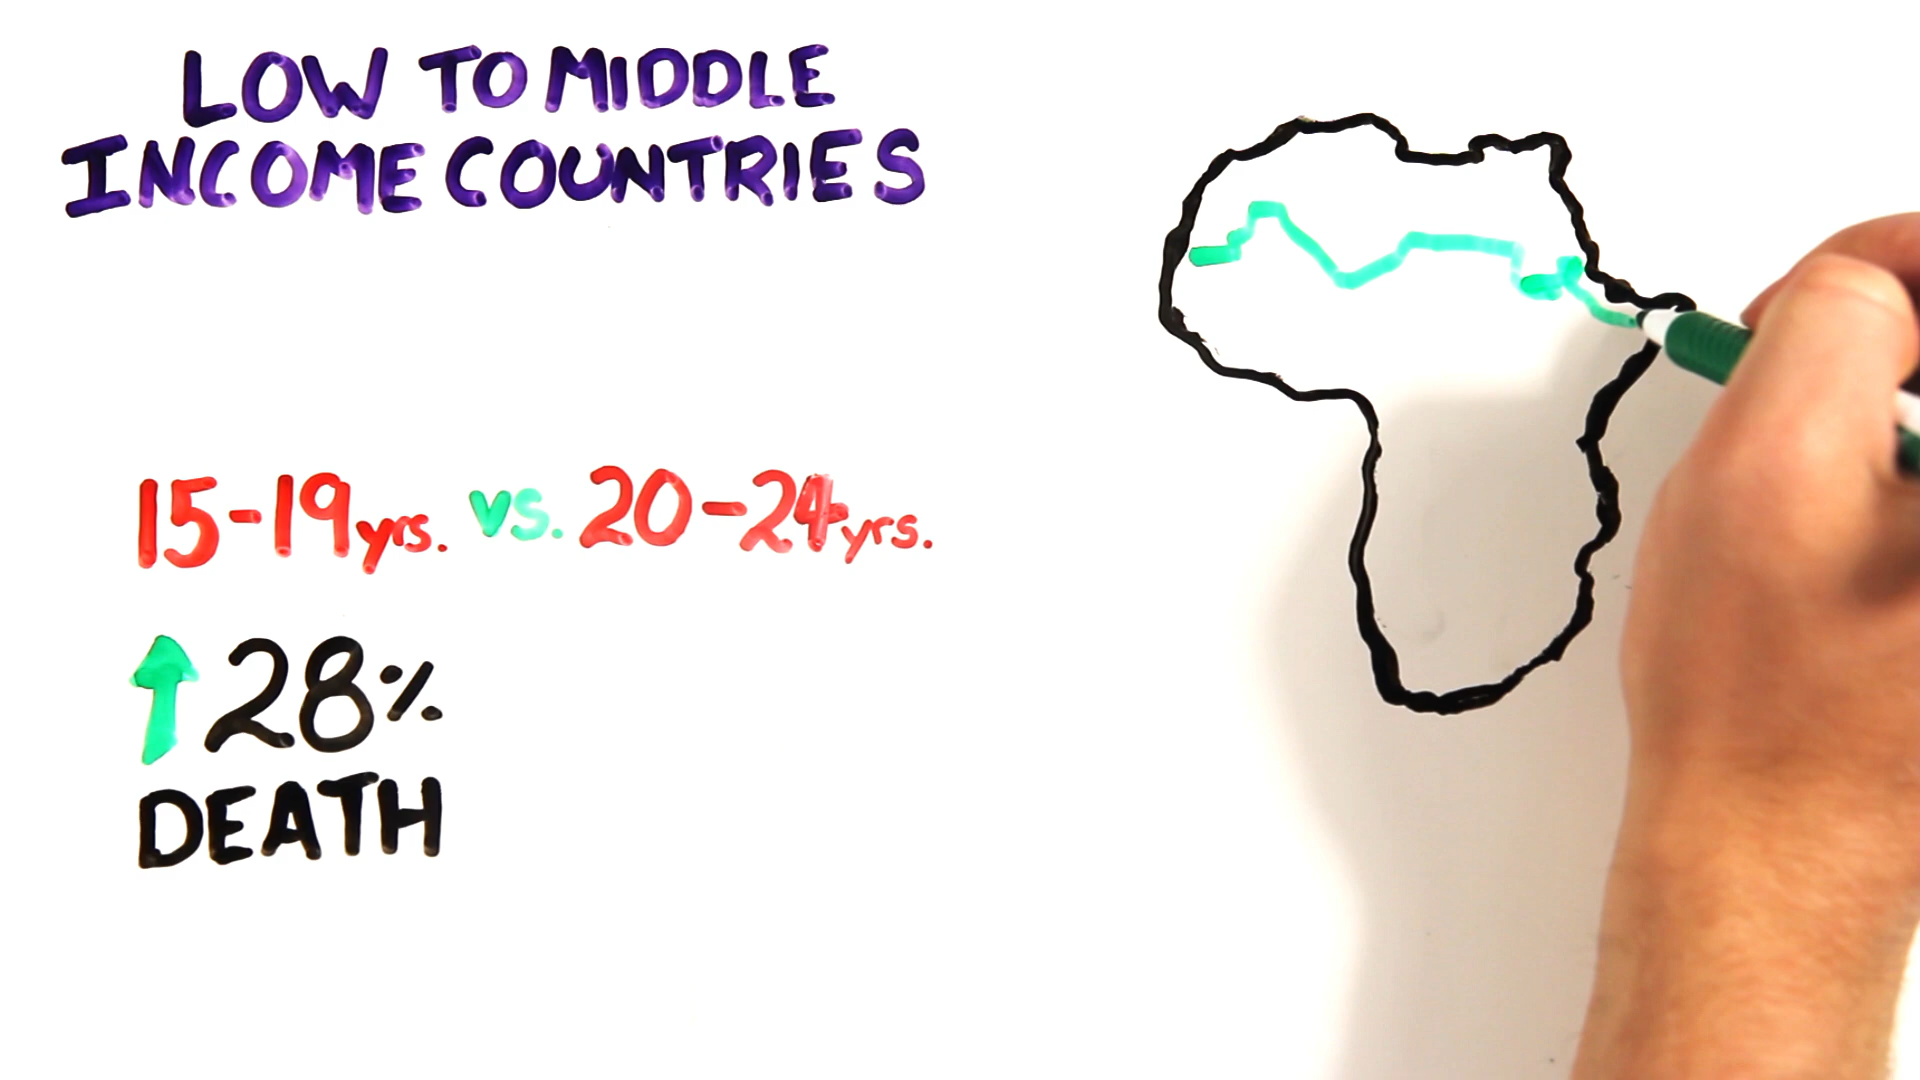 LOW TO MIDDLE
INCOME COUNTRIES
15-19yrs. vs. 20-24yrs.
↑28%
DEATH